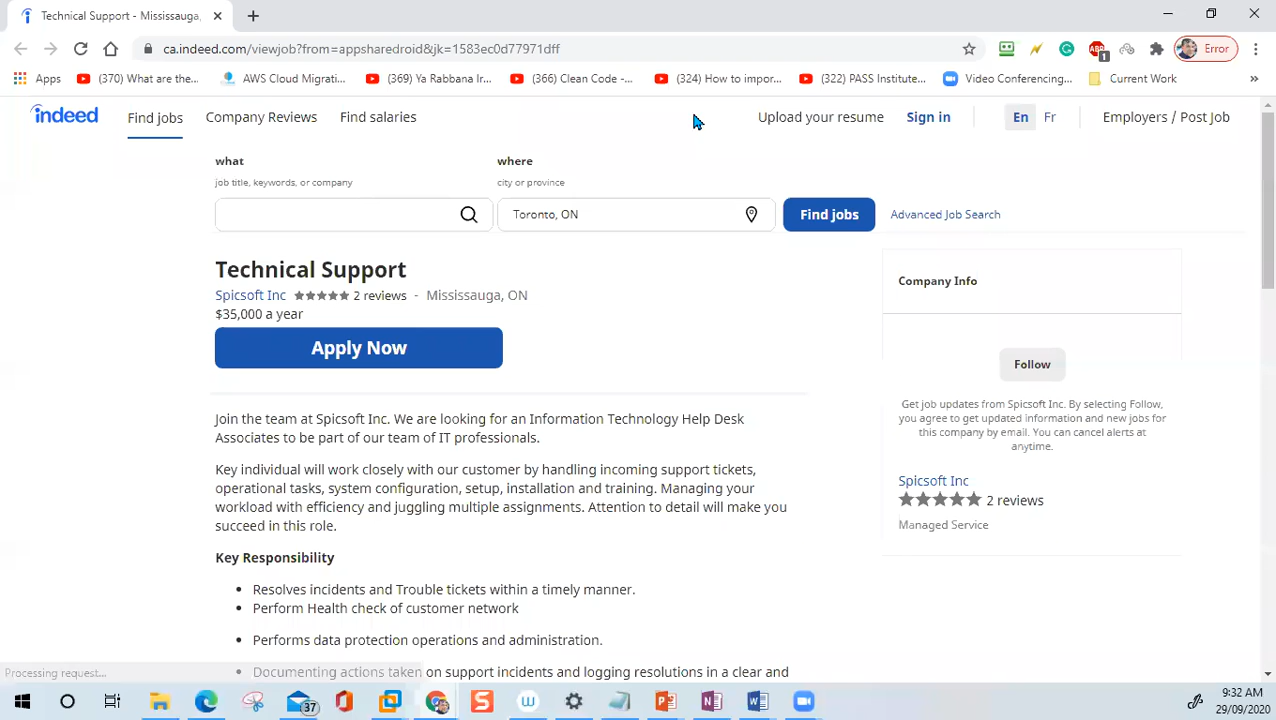 Technical Support - Mississauga,
ca.indeed.com/viewjob?from=appsharedroid&jk=1583ec0d77971dff
Error
1
Apps
(370) What are the...
AWS Cloud Migrati...
(369) Ya Rabbana Ir...
(366) Clean Code -...
(324) How to impor...
(322) PASS Institute...
Video Conferencing...
Current Work
»
indeed
Find jobs
Company Reviews
Find salaries
Upload your resume
Sign in
En
Fr
Employers / Post Job
what
where
job title, keywords, or company
city or province
Toronto, ON
Find jobs
Advanced Job Search
Technical Support
Spicsoft Inc ★★★★★ 2 reviews - Mississauga, ON
$35,000 a year
Apply Now
Company Info
Follow
Get job updates from Spicsoft Inc. By selecting Follow,
you agree to get updated information and new jobs for
this company by email. You can cancel alerts at
anytime.
Spicsoft Inc
★★★★★ 2 reviews
Managed Service
Join the team at Spicsoft Inc. We are looking for an Information Technology Help Desk
Associates to be part of our team of IT professionals.
Key individual will work closely with our customer by handling incoming support tickets,
operational tasks, system configuration, setup, installation and training. Managing your
workload with efficiency and juggling multiple assignments. Attention to detail will make you
succeed in this role.
Key Responsibility
• Resolves incidents and Trouble tickets within a timely manner.
• Perform Health check of customer network
• Performs data protection operations and administration.
• Documenting actions taken on support incidents and logging resolutions in a clear and
Processing request...
37
9:32 AM
29/09/2020